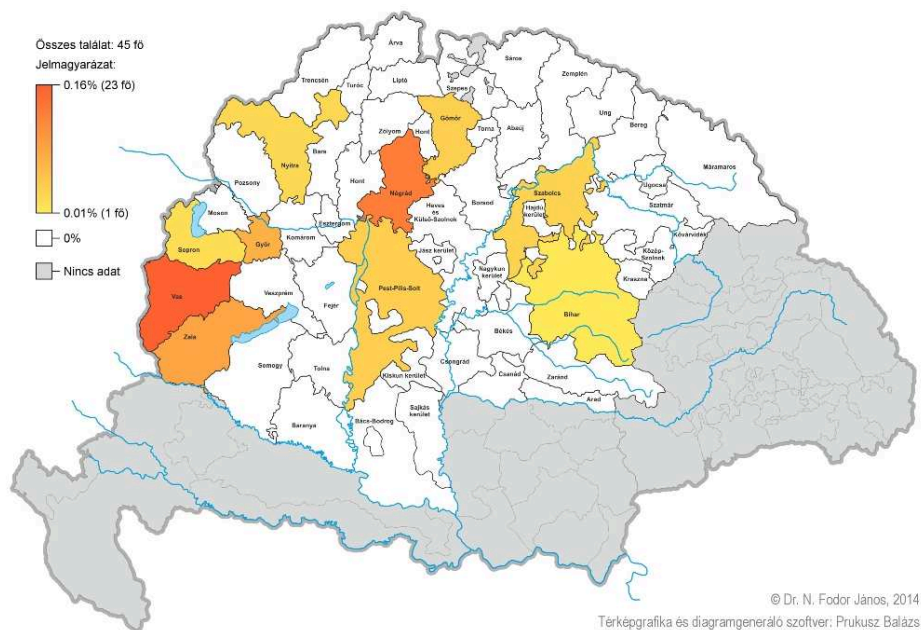 Összes találat: 45 fő
Jelmagyarázat:
0.16% (23 fő)
0.01% (1 fő)
0%
Nincs adat
Árva
Trencsén
Turóc
Liptó
Szepes
Sáros
Zemplén
Ung
Bereg
Máramaros
Ugocsa
Szatmár
Kővárvidék
Közép-
Szolnok
Kraszna
Nyitra
Bars
Zólyom
Hont
Gömör
Torna
Abaúj
Pozsony
Hont
Nógrád
Heves
és
Külső-Szolnok
Borsod
Szabolcs
Hajdú
kerület
Moson
Sopron
Győr
Komárom
Esztergom
Jász kerület
Nagykun
kerület
Vas
Veszprém
Fejér
Pest-Pilis-Solt
Bihar
Zala
Somogy
Tolna
Kiskun kerület
Csongrád
Békés
Csanád
Zaránd
Arad
Baranya
Bács-Bodrog
Sajkás
kerület
© Dr. N. Fodor János, 2014
Térképgrafika és diagramgeneráló szoftver: Prukusz Balázs